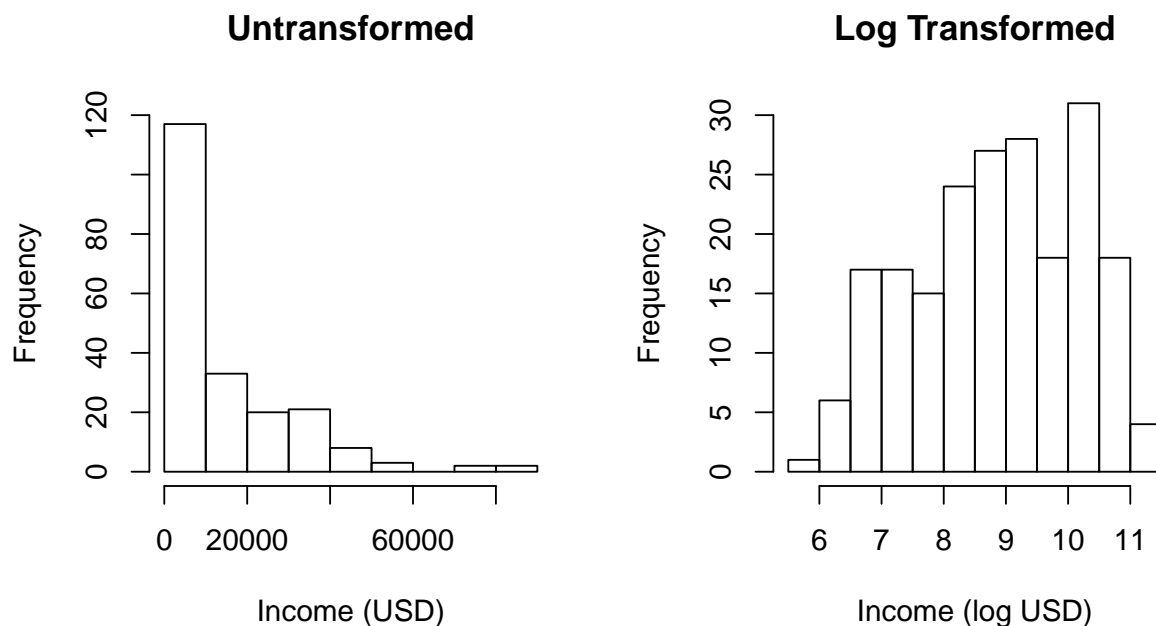 Untransformed
Frequency
0
20
40
60
80
120
0 20000 60000
Income (USD)
Log Transformed
Frequency
0
5
10
15
20
25
30
6 7 8 9 10 11
Income (log USD)